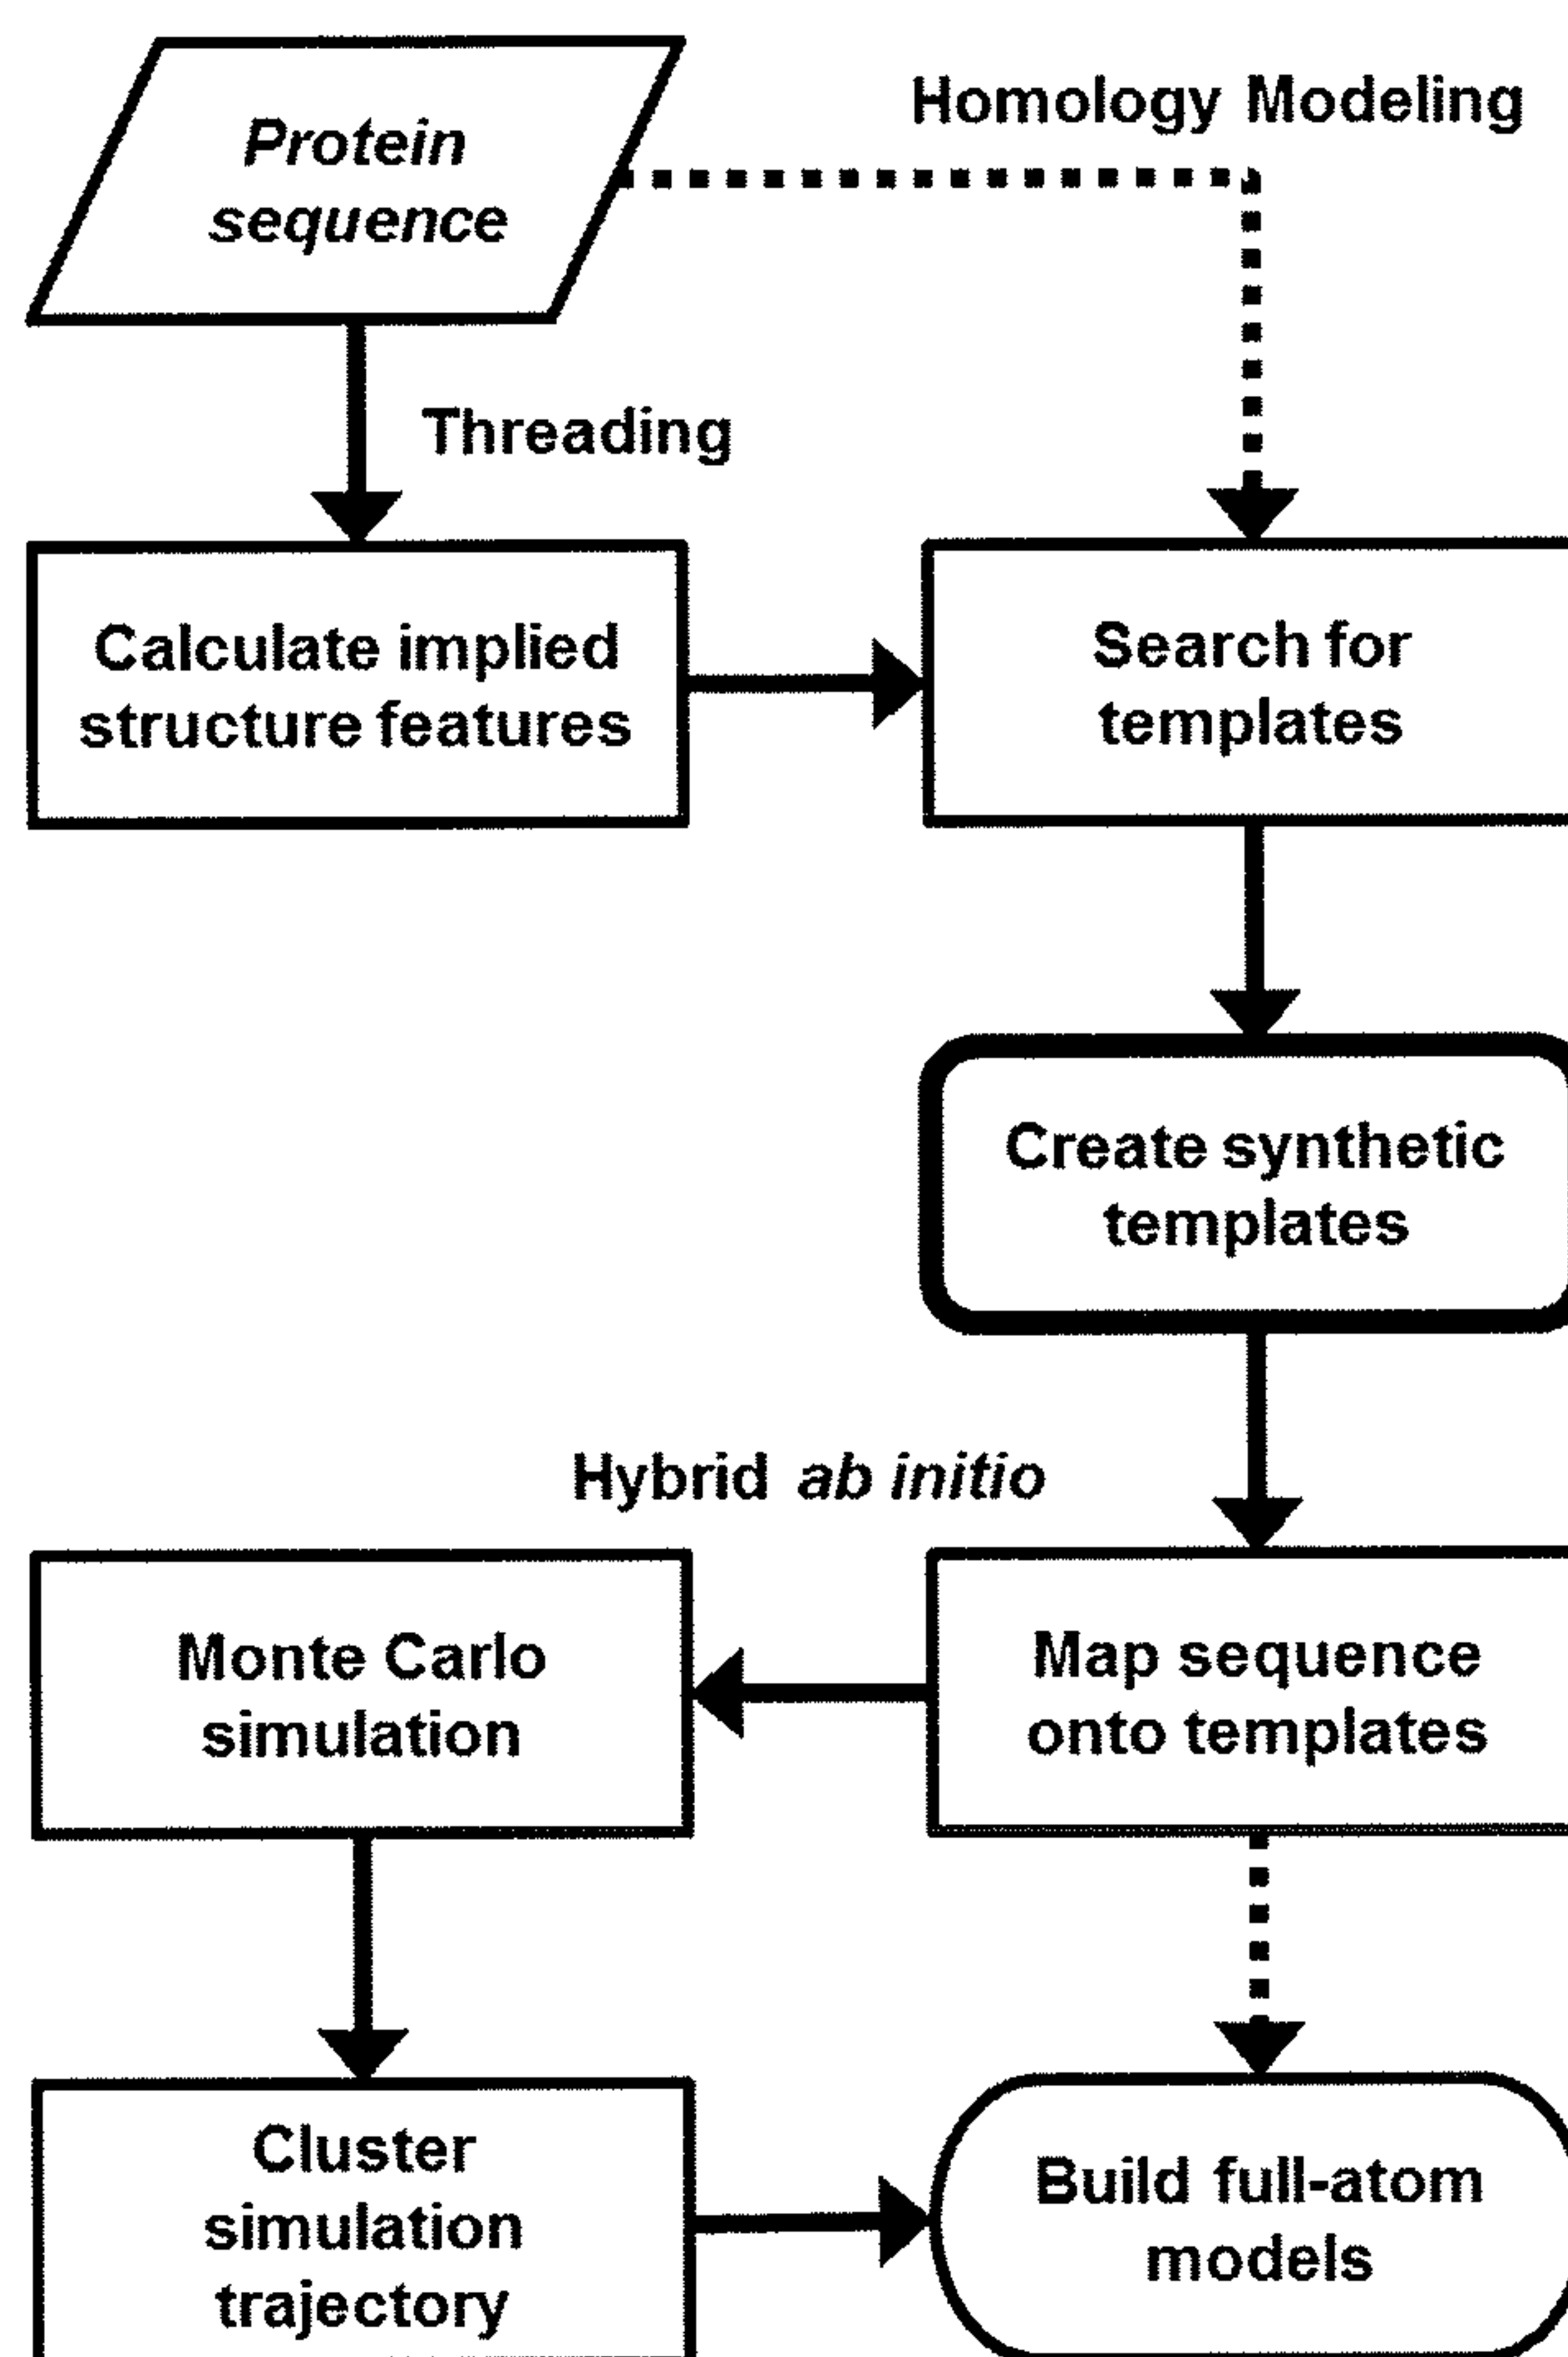 Protein
sequence
Homology Modeling
Threading
Calculate implied
structure features
Search for
templates
Create synthetic
templates
Hybrid ab initio
Monte Carlo
simulation
Map sequence
onto templates
Cluster
simulation
trajectory
Build full-atom
models